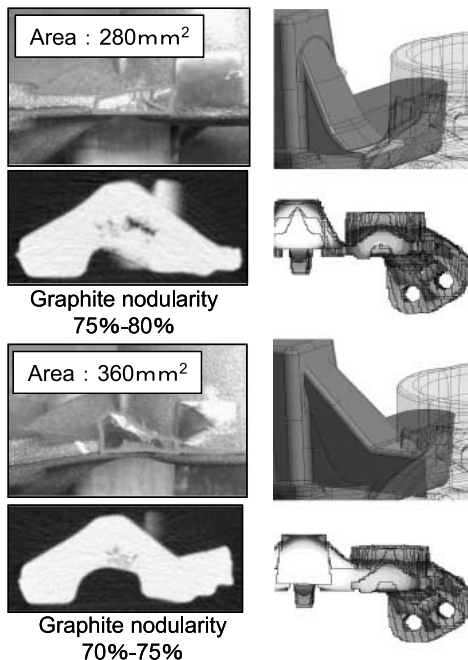 Area : 280mm²
Graphite nodularity
75%-80%
Area : 360mm²
Graphite nodularity
70%-75%